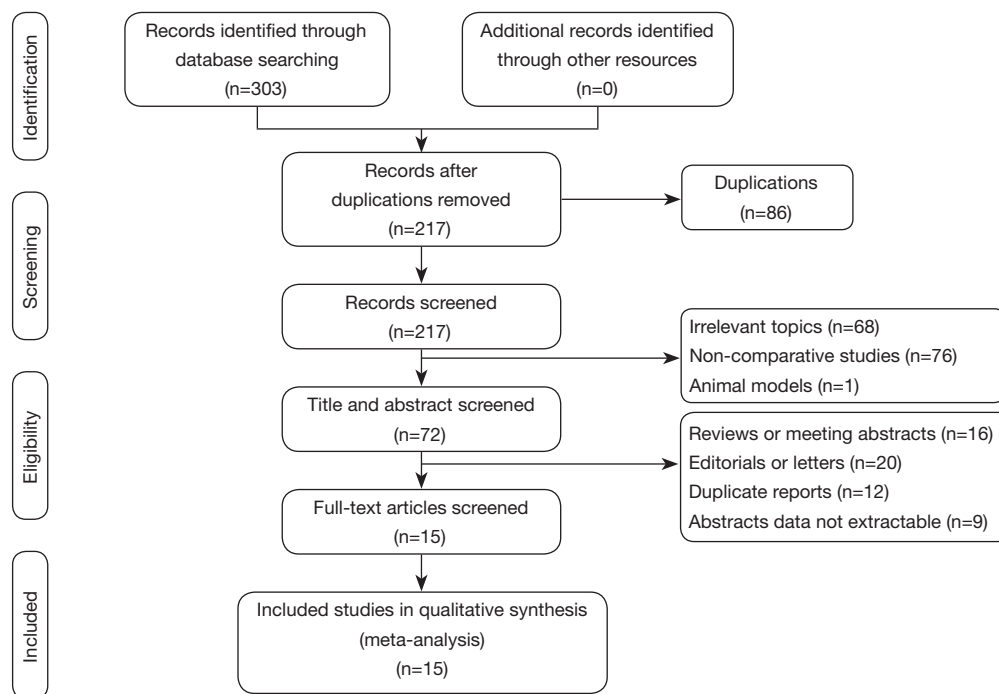 Identification
Records identified through
database searching
(n=303)
Additional records identified
through other resources
(n=0)
Records after
duplications removed
(n=217)
Duplications
(n=86)
Screening
Records screened
(n=217)
Irrelevant topics (n=68)
Non-comparative studies (n=76)
Animal models (n=1)
Eligibility
Title and abstract screened
(n=72)
Reviews or meeting abstracts (n=16)
Editorials or letters (n=20)
Duplicate reports (n=12)
Abstracts data not extractable (n=9)
Full-text articles screened
(n=15)
Included
Included studies in qualitative synthesis
(meta-analysis)
(n=15)